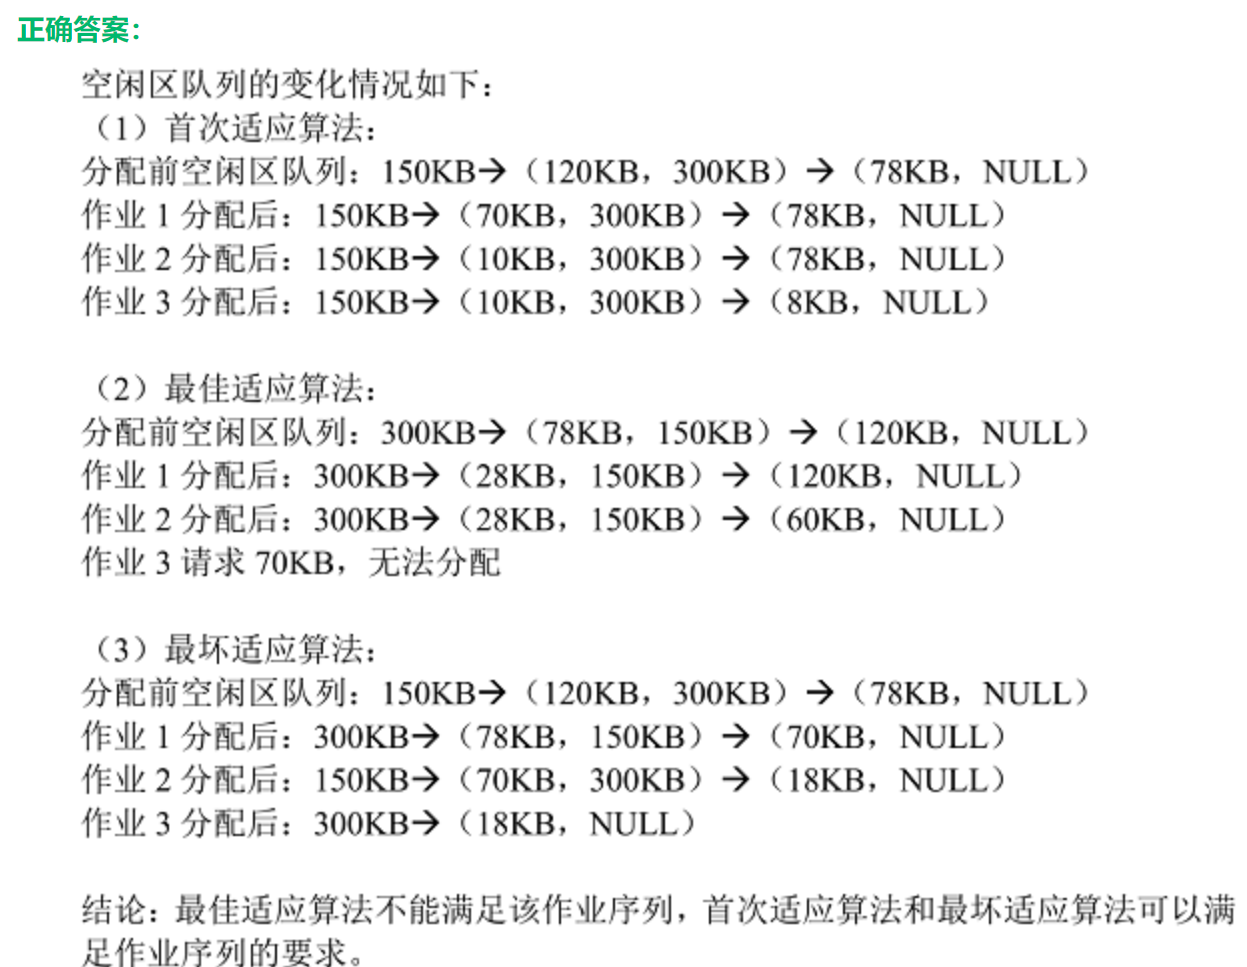 正确答案：
空闲区队列的变化情况如下：
（1）首次适应算法：
分配前空闲区队列：150KB→（120KB，300KB）→（78KB，NULL）
作业 1 分配后：150KB→（70KB，300KB）→（78KB，NULL）
作业 2 分配后：150KB→（10KB，300KB）→（78KB，NULL）
作业 3 分配后：150KB→（10KB，300KB）→（8KB，NULL）
（2）最佳适应算法：
分配前空闲区队列：300KB→（78KB，150KB）→（120KB，NULL）
作业 1 分配后：300KB→（28KB，150KB）→（120KB，NULL）
作业 2 分配后：300KB→（28KB，150KB）→（60KB，NULL）
作业 3 请求 70KB，无法分配
（3）最坏适应算法：
分配前空闲区队列：150KB→（120KB，300KB）→（78KB，NULL）
作业 1 分配后：300KB→（78KB，150KB）→（70KB，NULL）
作业 2 分配后：150KB→（70KB，300KB）→（18KB，NULL）
作业 3 分配后：300KB→（18KB，NULL）
结论：最佳适应算法不能满足该作业序列，首次适应算法和最坏适应算法可以满
足作业序列的要求。